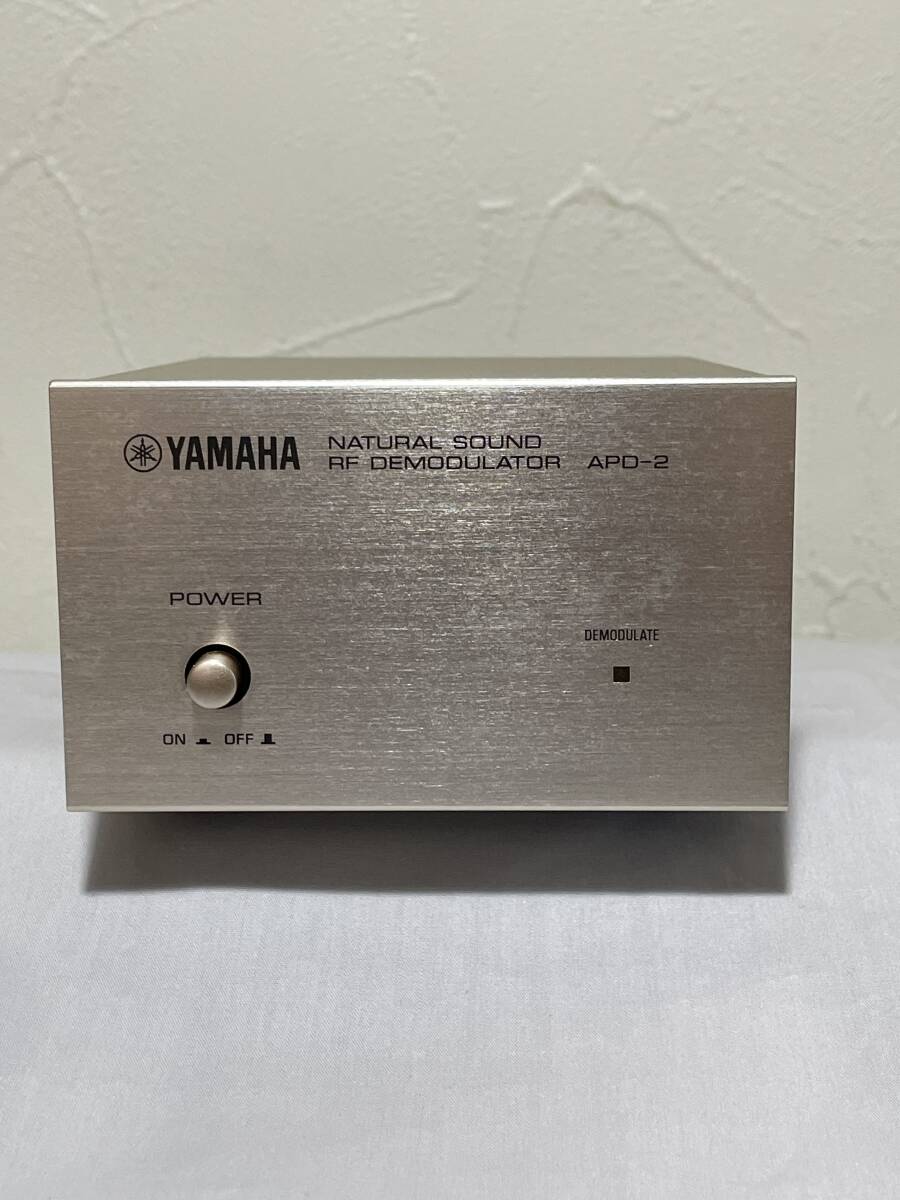 YAMAHA NATURAL SOUND
RF DEMODULATOR APD-2
POWER
DEMODULATE
ON OFF